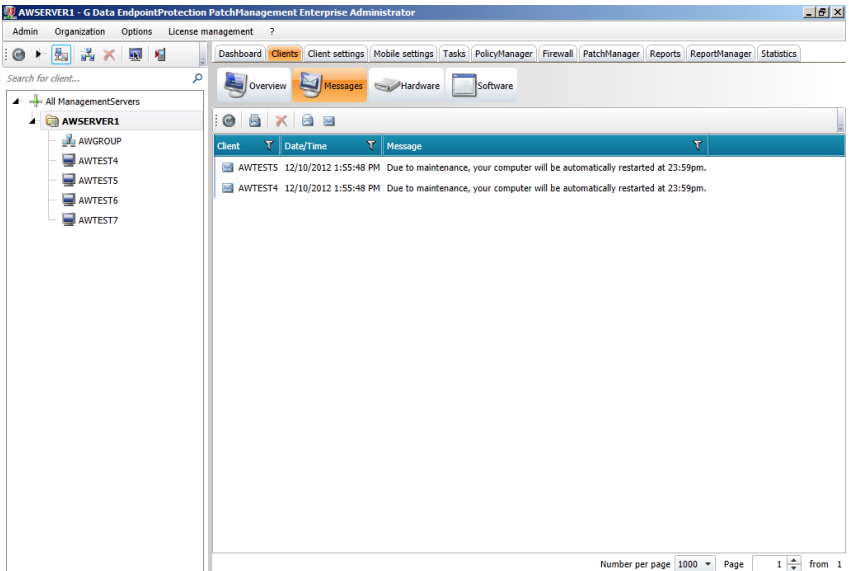 AWSERVER1 - G Data EndpointProtection PatchManagement Enterprise Administrator
Admin Organization Options License management ?
Dashboard Clients Client settings Mobile settings Tasks PolicyManager Firewall PatchManager Reports ReportManager Statistics
Search for client...
Overview Messages Hardware Software
All ManagementServers
AWSERVER1
AWGROUP
AWTEST4
AWTEST5
AWTEST6
AWTEST7
Client Date/Time Message
AWTEST5 12/10/2012 1:55:48 PM Due to maintenance, your computer will be automatically restarted at 23:59pm.
AWTEST4 12/10/2012 1:55:48 PM Due to maintenance, your computer will be automatically restarted at 23:59pm.
Number per page 1000 Page 1 from 1